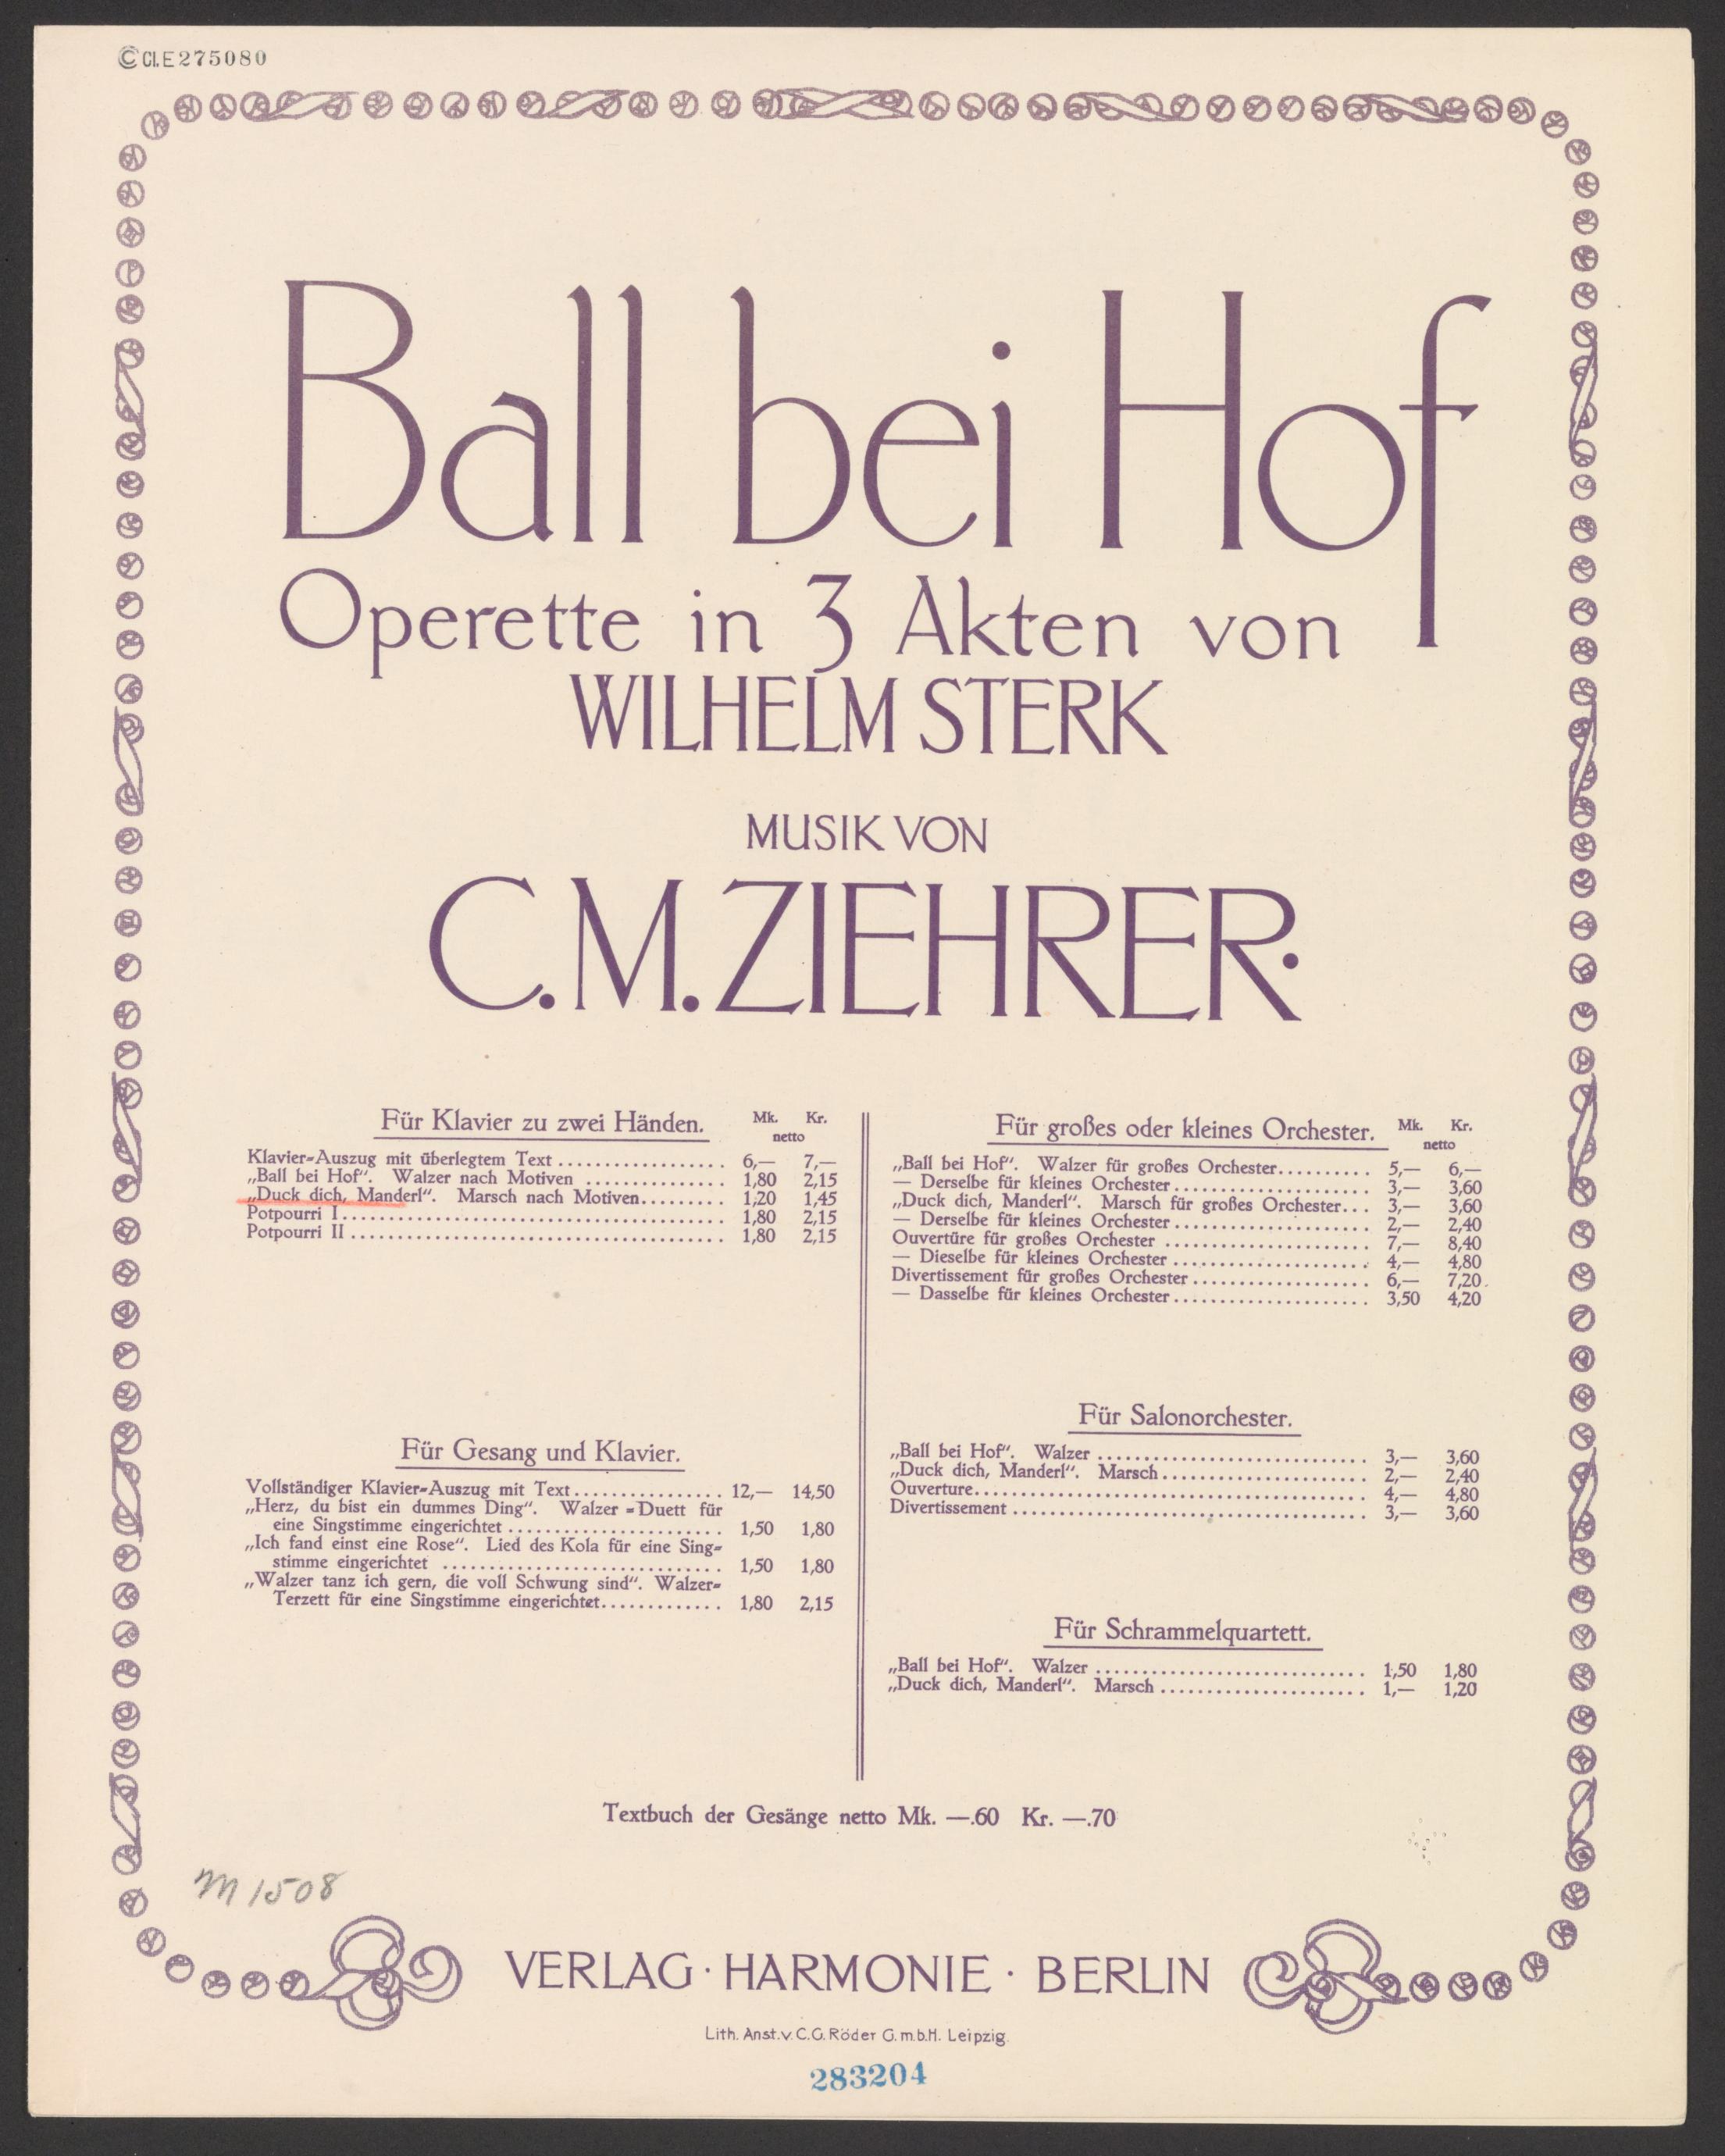 © Cl. E 275080
Ball bei Hof
Operette in 3 Akten von
WILHELM STERK
MUSIK VON
C. M. ZIEHRER.
Für Klavier zu zwei Händen. Mk. Kr.
netto
Klavier-Auszug mit überlegtem Text .................. 6,— 7,—
„Ball bei Hof“. Walzer nach Motiven ............... 1,80 2,15
„Duck dich, Manderl“. Marsch nach Motiven......... 1,20 1,45
Potpourri I......................................... 1,80 2,15
Potpourri II ........................................ 1,80 2,15
Für Gesang und Klavier.
Vollständiger Klavier-Auszug mit Text................ 12,— 14,50
„Herz, du bist ein dummes Ding“. Walzer-Duett für
eine Singstimme eingerichtet ....................... 1,50 1,80
„Ich fand einst eine Rose“. Lied des Kola für eine Sing-
stimme eingerichtet .............................. 1,50 1,80
„Walzer tanz ich gern, die voll Schwung sind“. Walzer-
Terzett für eine Singstimme eingerichtet............. 1,80 2,15
Für großes oder kleines Orchester. Mk. Kr.
netto
„Ball bei Hof“. Walzer für großes Orchester.......... 5,— 6,—
— Derselbe für kleines Orchester..................... 3,— 3,60
„Duck dich, Manderl“. Marsch für großes Orchester... 3,— 3,60
— Derselbe für kleines Orchester..................... 2,— 2,40
Ouvertüre für großes Orchester ...................... 7,— 8,40
— Dieselbe für kleines Orchester ..................... 4,— 4,80
Divertissement für großes Orchester................... 6,— 7,20
— Dasselbe für kleines Orchester..................... 3,50 4,20
Für Salonorchester.
„Ball bei Hof“. Walzer ............................. 3,— 3,60
„Duck dich, Manderl“. Marsch...................... 2,— 2,40
Ouverture.......................................... 4,— 4,80
Divertissement ...................................... 3,— 3,60
Für Schrammelquartett.
„Ball bei Hof“. Walzer ............................. 1,50 1,80
„Duck dich, Manderl“. Marsch ...................... 1,— 1,20
Textbuch der Gesänge netto Mk. —.60 Kr. —.70
M 1508
VERLAG · HARMONIE · BERLIN
Lith. Anst. v. C. G. Röder G. m. b. H. Leipzig.
283204